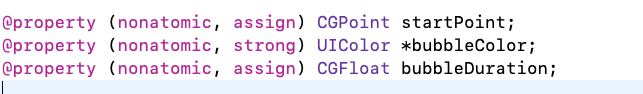 @property (nonatomic, assign) CGPoint startPoint;
@property (nonatomic, strong) UIColor *bubbleColor;
@property (nonatomic, assign) CGFloat bubbleDuration;